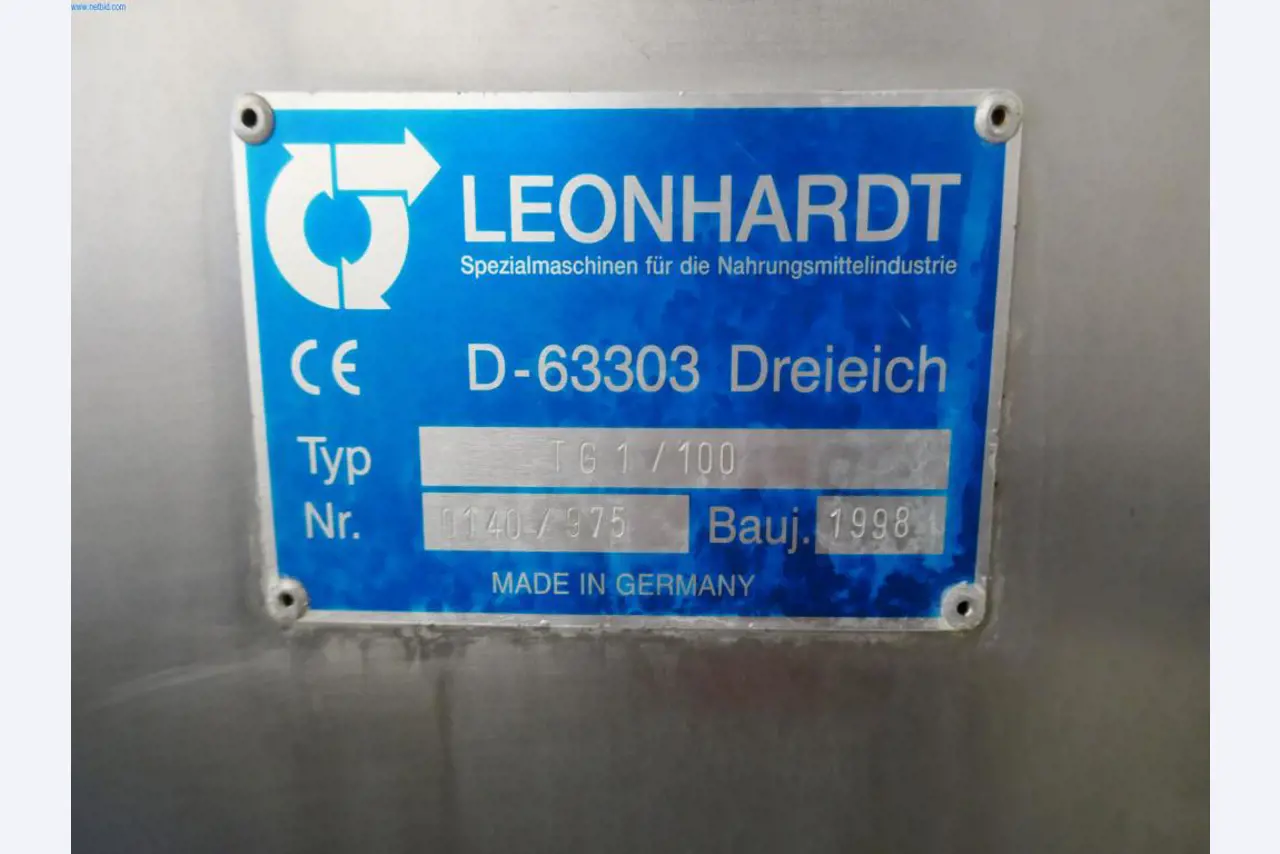 www.netbid.com
LEONHARDT
Spezialmaschinen für die Nahrungsmittelindustrie
CE D-63303 Dreieich
Typ TG 1/100
Nr. 0140/975 Bauj. 1998
MADE IN GERMANY